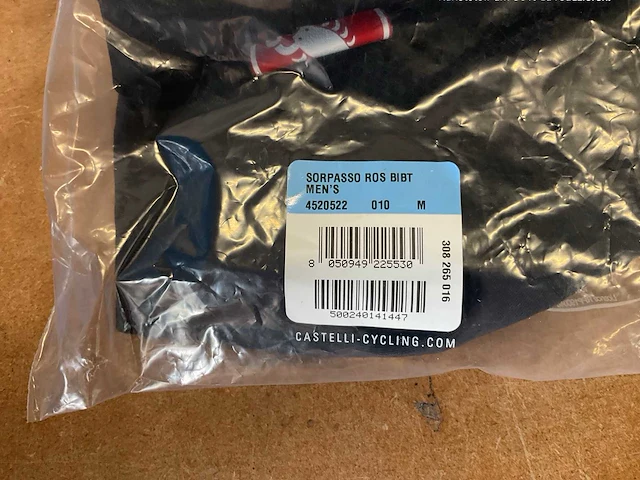 SORPASSO ROS BIBT
MEN'S
4520522 010 M
8 050949 225530
308 265 016
500240141447
CASTELLI-CYCLING.COM